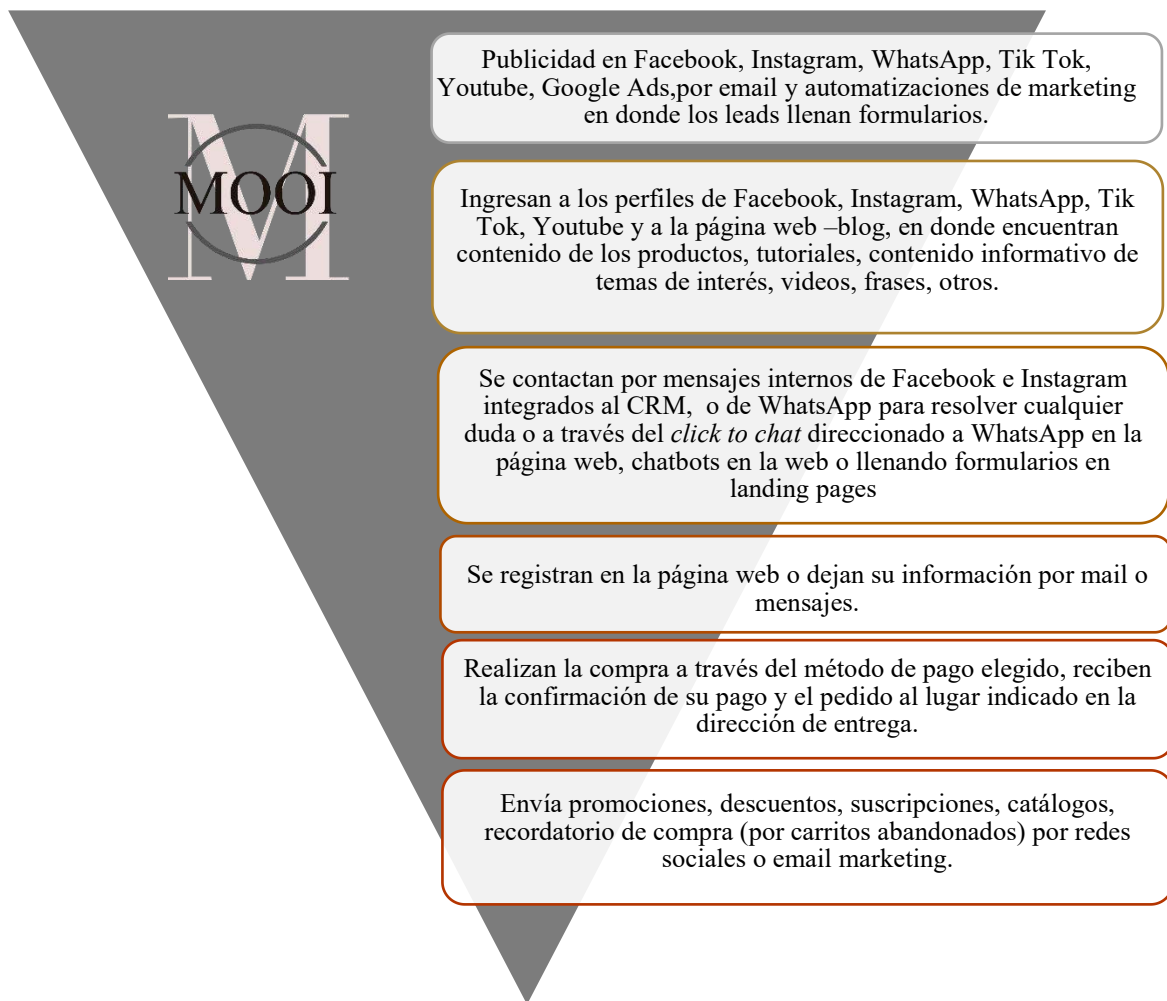 Publicidad en Facebook, Instagram, WhatsApp, Tik Tok,
Youtube, Google Ads,por email y automatizaciones de marketing
en donde los leads llenan formularios.
M
MOOI
Ingresan a los perfiles de Facebook, Instagram, WhatsApp, Tik
Tok, Youtube y a la página web –blog, en donde encuentran
contenido de los productos, tutoriales, contenido informativo de
temas de interés, videos, frases, otros.
Se contactan por mensajes internos de Facebook e Instagram
integrados al CRM,  o de WhatsApp para resolver cualquier
duda o a través del click to chat direccionado a WhatsApp en la
página web, chatbots en la web o llenando formularios en
landing pages
Se registran en la página web o dejan su información por mail o
mensajes.
Realizan la compra a través del método de pago elegido, reciben
la confirmación de su pago y el pedido al lugar indicado en la
dirección de entrega.
Envía promociones, descuentos, suscripciones, catálogos,
recordatorio de compra (por carritos abandonados) por redes
sociales o email marketing.